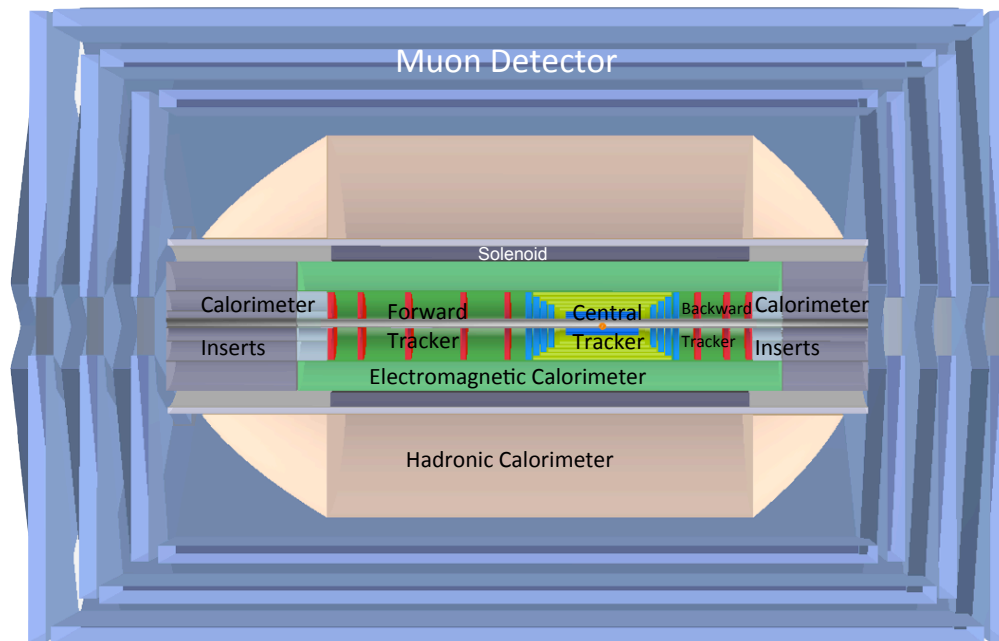 Muon Detector
Solenoid
Calorimeter
Inserts
Forward
Tracker
Central
Tracker
Backward
Tracker
Calorimeter
Inserts
Electromagnetic Calorimeter
Hadronic Calorimeter